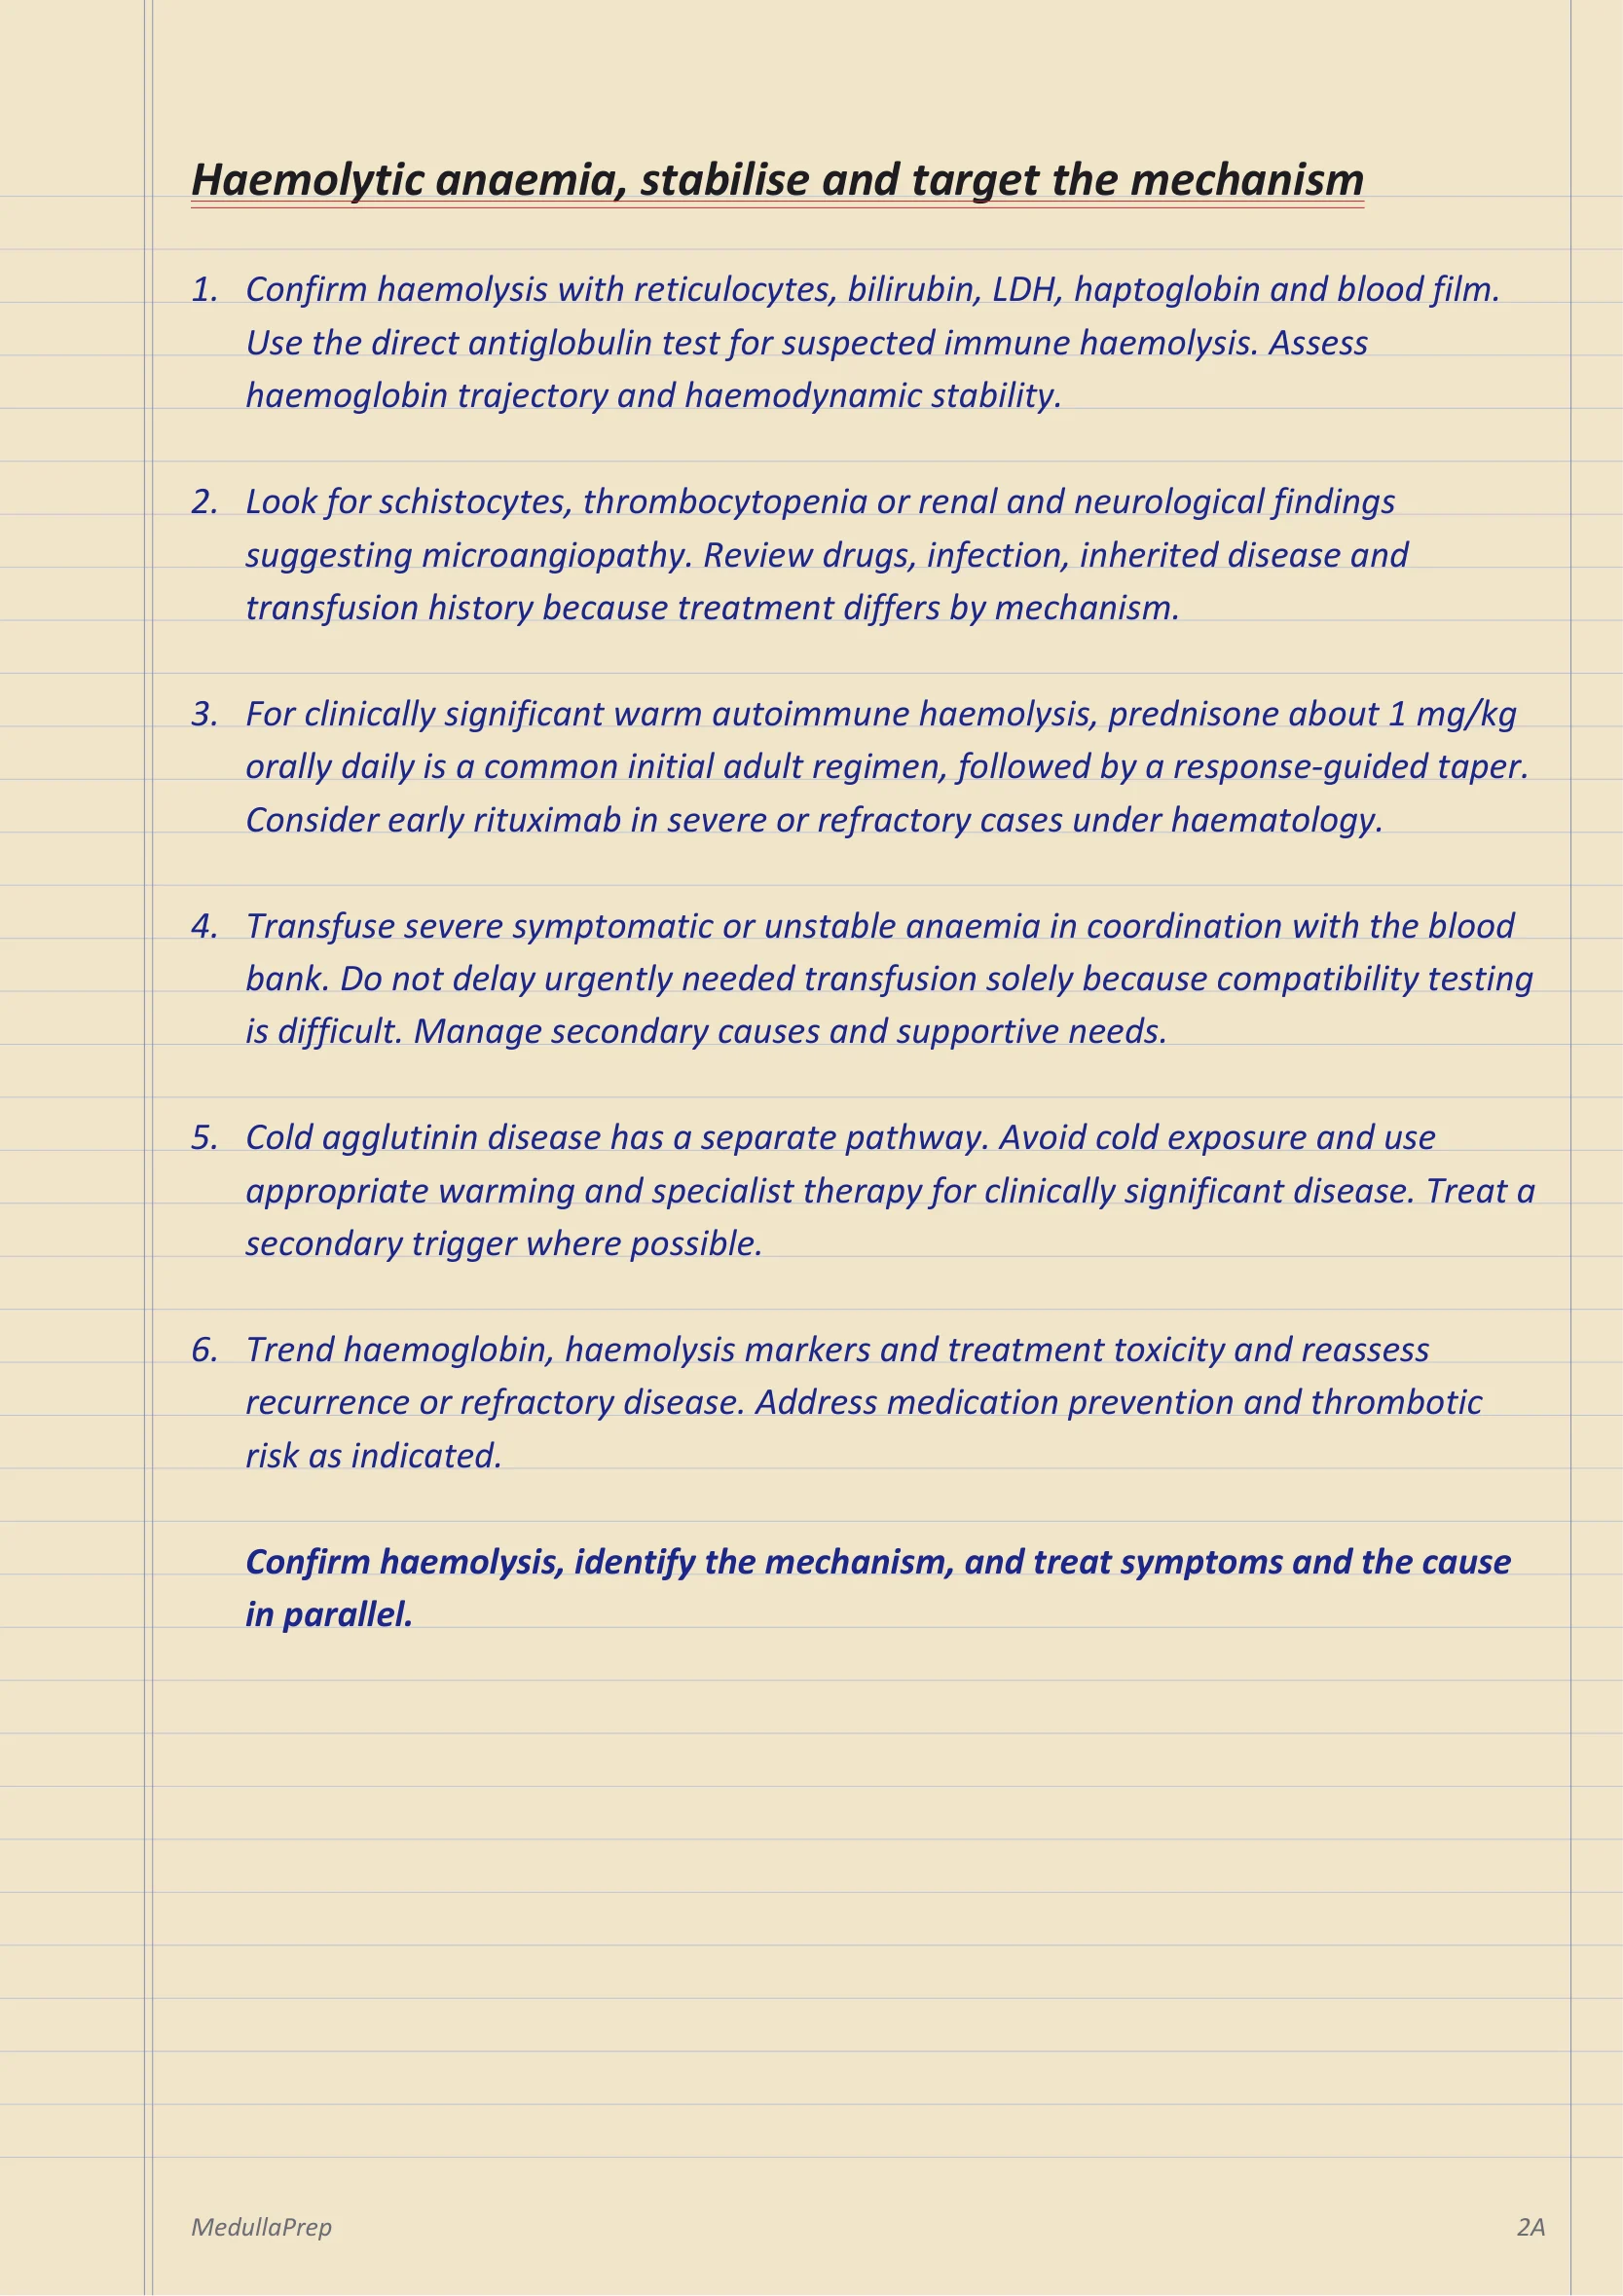 Haemolytic anaemia, stabilise and target the mechanism
1. Confirm haemolysis with reticulocytes, bilirubin, LDH, haptoglobin and blood film.
Use the direct antiglobulin test for suspected immune haemolysis. Assess
haemoglobin trajectory and haemodynamic stability.
2. Look for schistocytes, thrombocytopenia or renal and neurological findings
suggesting microangiopathy. Review drugs, infection, inherited disease and
transfusion history because treatment differs by mechanism.
3. For clinically significant warm autoimmune haemolysis, prednisone about 1 mg/kg
orally daily is a common initial adult regimen, followed by a response-guided taper.
Consider early rituximab in severe or refractory cases under haematology.
4. Transfuse severe symptomatic or unstable anaemia in coordination with the blood
bank. Do not delay urgently needed transfusion solely because compatibility testing
is difficult. Manage secondary causes and supportive needs.
5. Cold agglutinin disease has a separate pathway. Avoid cold exposure and use
appropriate warming and specialist therapy for clinically significant disease. Treat a
secondary trigger where possible.
6. Trend haemoglobin, haemolysis markers and treatment toxicity and reassess
recurrence or refractory disease. Address medication prevention and thrombotic
risk as indicated.
Confirm haemolysis, identify the mechanism, and treat symptoms and the cause
in parallel.
MedullaPrep
2A